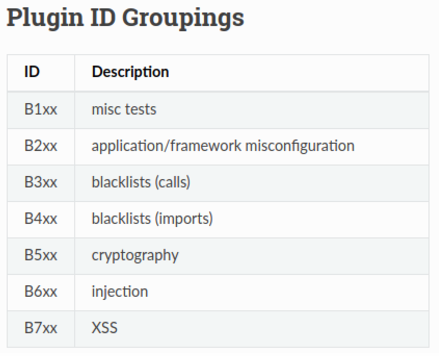 Plugin ID Groupings
ID Description
B1xx misc tests
B2xx application/framework misconfiguration
B3xx blacklists (calls)
B4xx blacklists (imports)
B5xx cryptography
B6xx injection
B7xx XSS